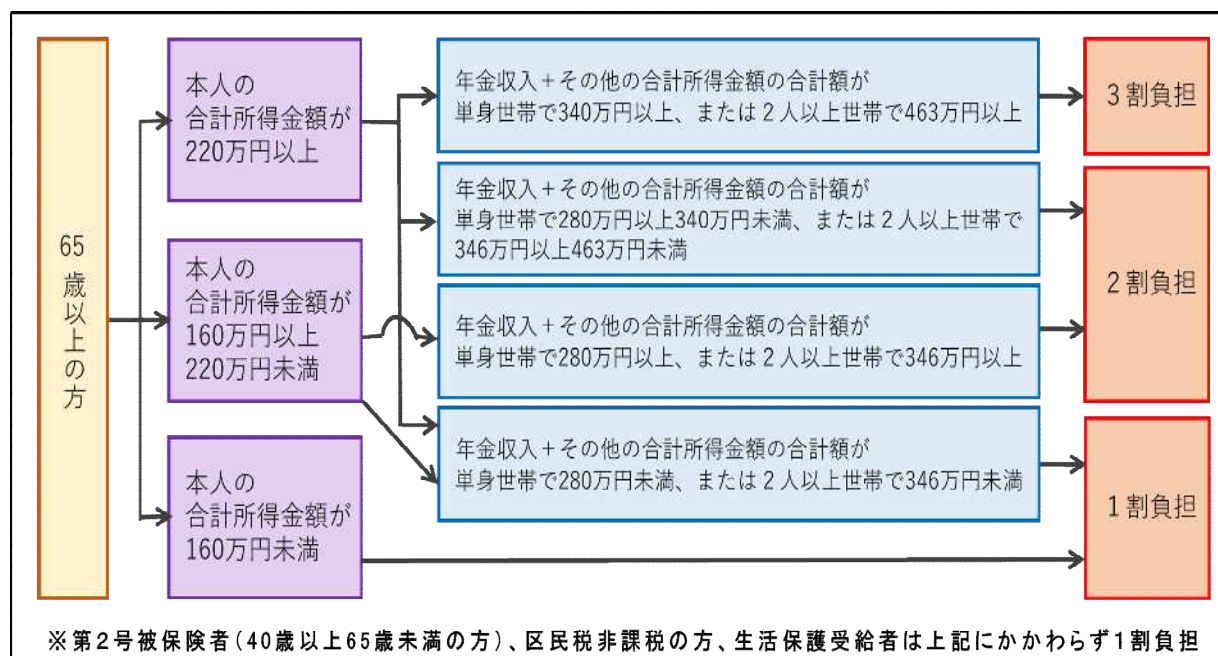 65歳以上の方
本人の
合計所得金額が
220万円以上
本人の
合計所得金額が
160万円以上
220万円未満
本人の
合計所得金額が
160万円未満
年金収入+その他の合計所得金額の合計額が
単身世帯で340万円以上、または2人以上世帯で463万円以上
年金収入+その他の合計所得金額の合計額が
単身世帯で280万円以上340万円未満、または2人以上世帯で
346万円以上463万円未満
年金収入+その他の合計所得金額の合計額が
単身世帯で280万円以上、または2人以上世帯で346万円以上
年金収入+その他の合計所得金額の合計額が
単身世帯で280万円未満、または2人以上世帯で346万円未満
3割負担
2割負担
1割負担
※第2号被保険者(40歳以上65歳未満の方)、区民税非課税の方、生活保護受給者は上記にかかわらず1割負担